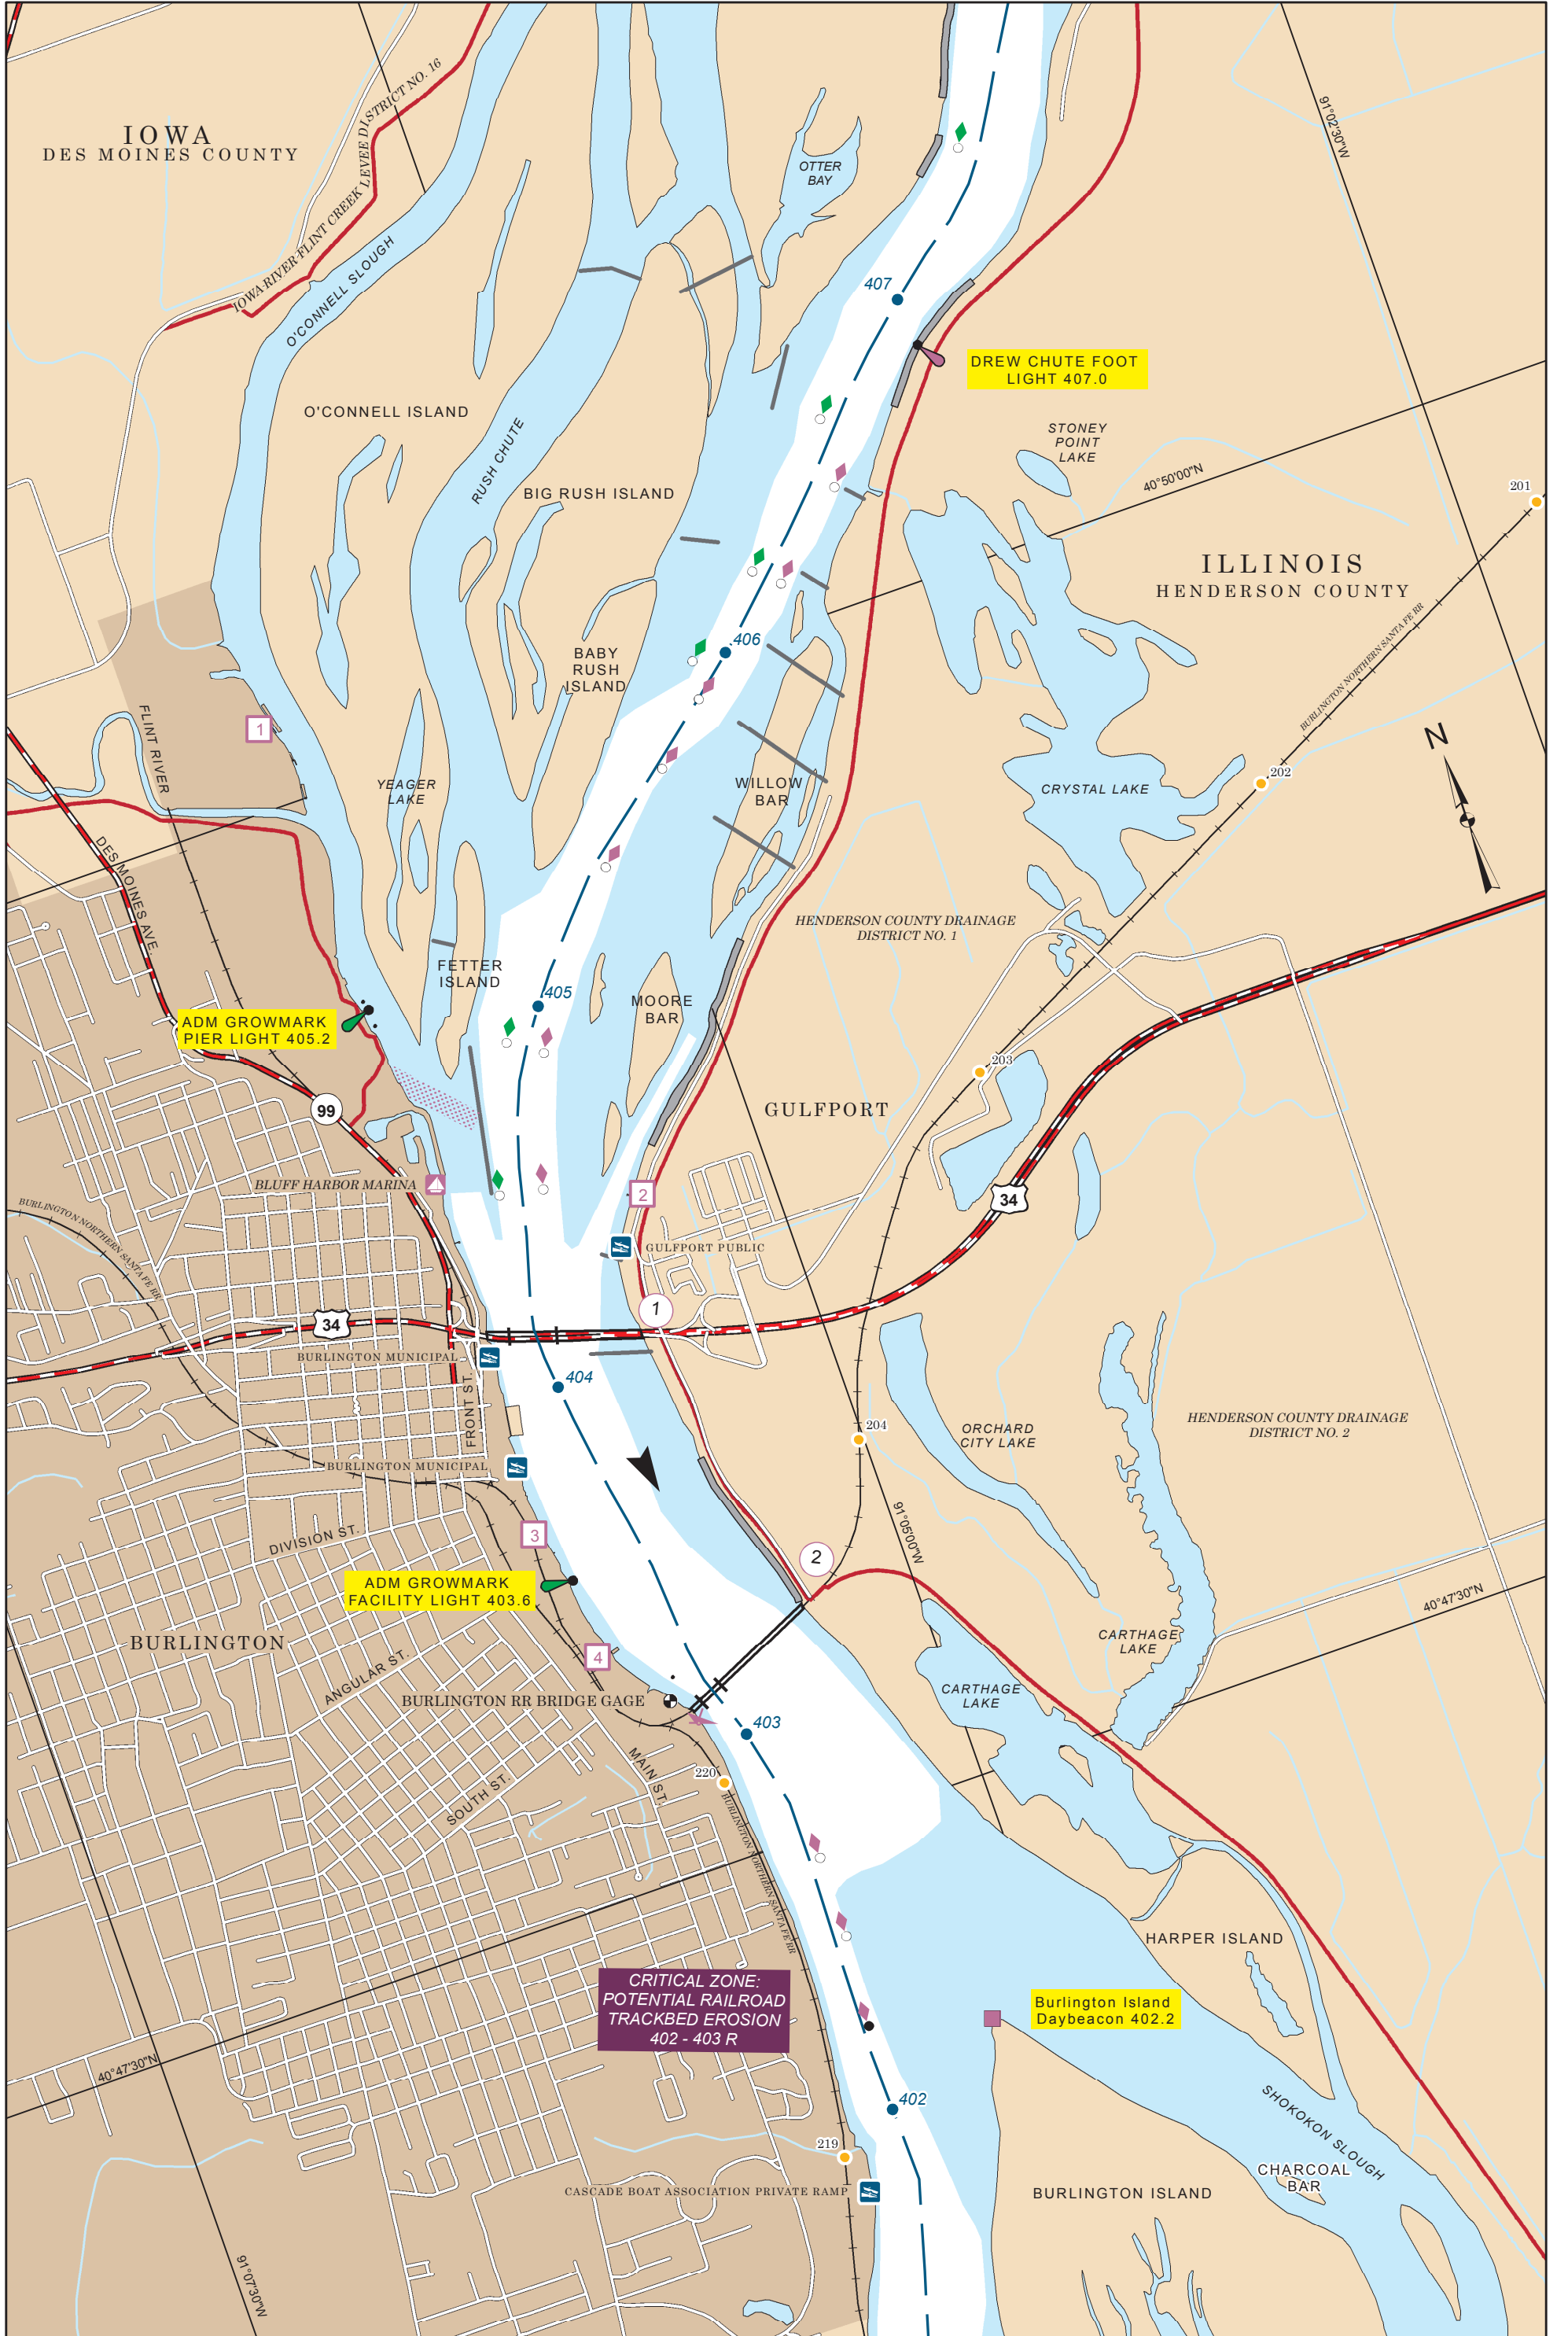 IOWA
DES MOINES COUNTY
IOWA RIVER-FLINT CREEK LEVEE DISTRICT NO. 16
O'CONNELL SLOUGH
OTTER
BAY
91°02'30"W
407
DREW CHUTE FOOT
LIGHT 407.0
O'CONNELL ISLAND
RUSH CHUTE
BIG RUSH ISLAND
STONEY
POINT
LAKE
40°50'00"N
201
ILLINOIS
HENDERSON COUNTY
BURLINGTON NORTHERN SANTA FE RR
406
BABY
RUSH
ISLAND
FLINT RIVER
1
YEAGER
LAKE
WILLOW
BAR
CRYSTAL LAKE
202
N
DES MOINES AVE.
HENDERSON COUNTY DRAINAGE
DISTRICT NO. 1
FETTER
ISLAND
405
MOORE
BAR
ADM GROWMARK
PIER LIGHT 405.2
203
99
GULFPORT
BLUFF HARBOR MARINA
2
34
BURLINGTON NORTHERN SANTA FE RR
GULFPORT PUBLIC
1
34
BURLINGTON MUNICIPAL
404
FRONT ST.
204
ORCHARD
CITY LAKE
HENDERSON COUNTY DRAINAGE
DISTRICT NO. 2
BURLINGTON MUNICIPAL
DIVISION ST.
3
91°05'00"W
2
ADM GROWMARK
FACILITY LIGHT 403.6
40°47'30"N
BURLINGTON
ANGULAR ST.
4
CARTHAGE
LAKE
CARTHAGE
LAKE
BURLINGTON RR BRIDGE GAGE
403
MAIN ST.
220
SOUTH ST.
BURLINGTON NORTHERN SANTA FE RR
HARPER ISLAND
CRITICAL ZONE:
POTENTIAL RAILROAD
TRACKBED EROSION
402 - 403 R
Burlington Island
Daybeacon 402.2
40°47'30"N
402
SHOKOKON SLOUGH
219
CHARCOAL
BAR
CASCADE BOAT ASSOCIATION PRIVATE RAMP
BURLINGTON ISLAND
91°07'30"W